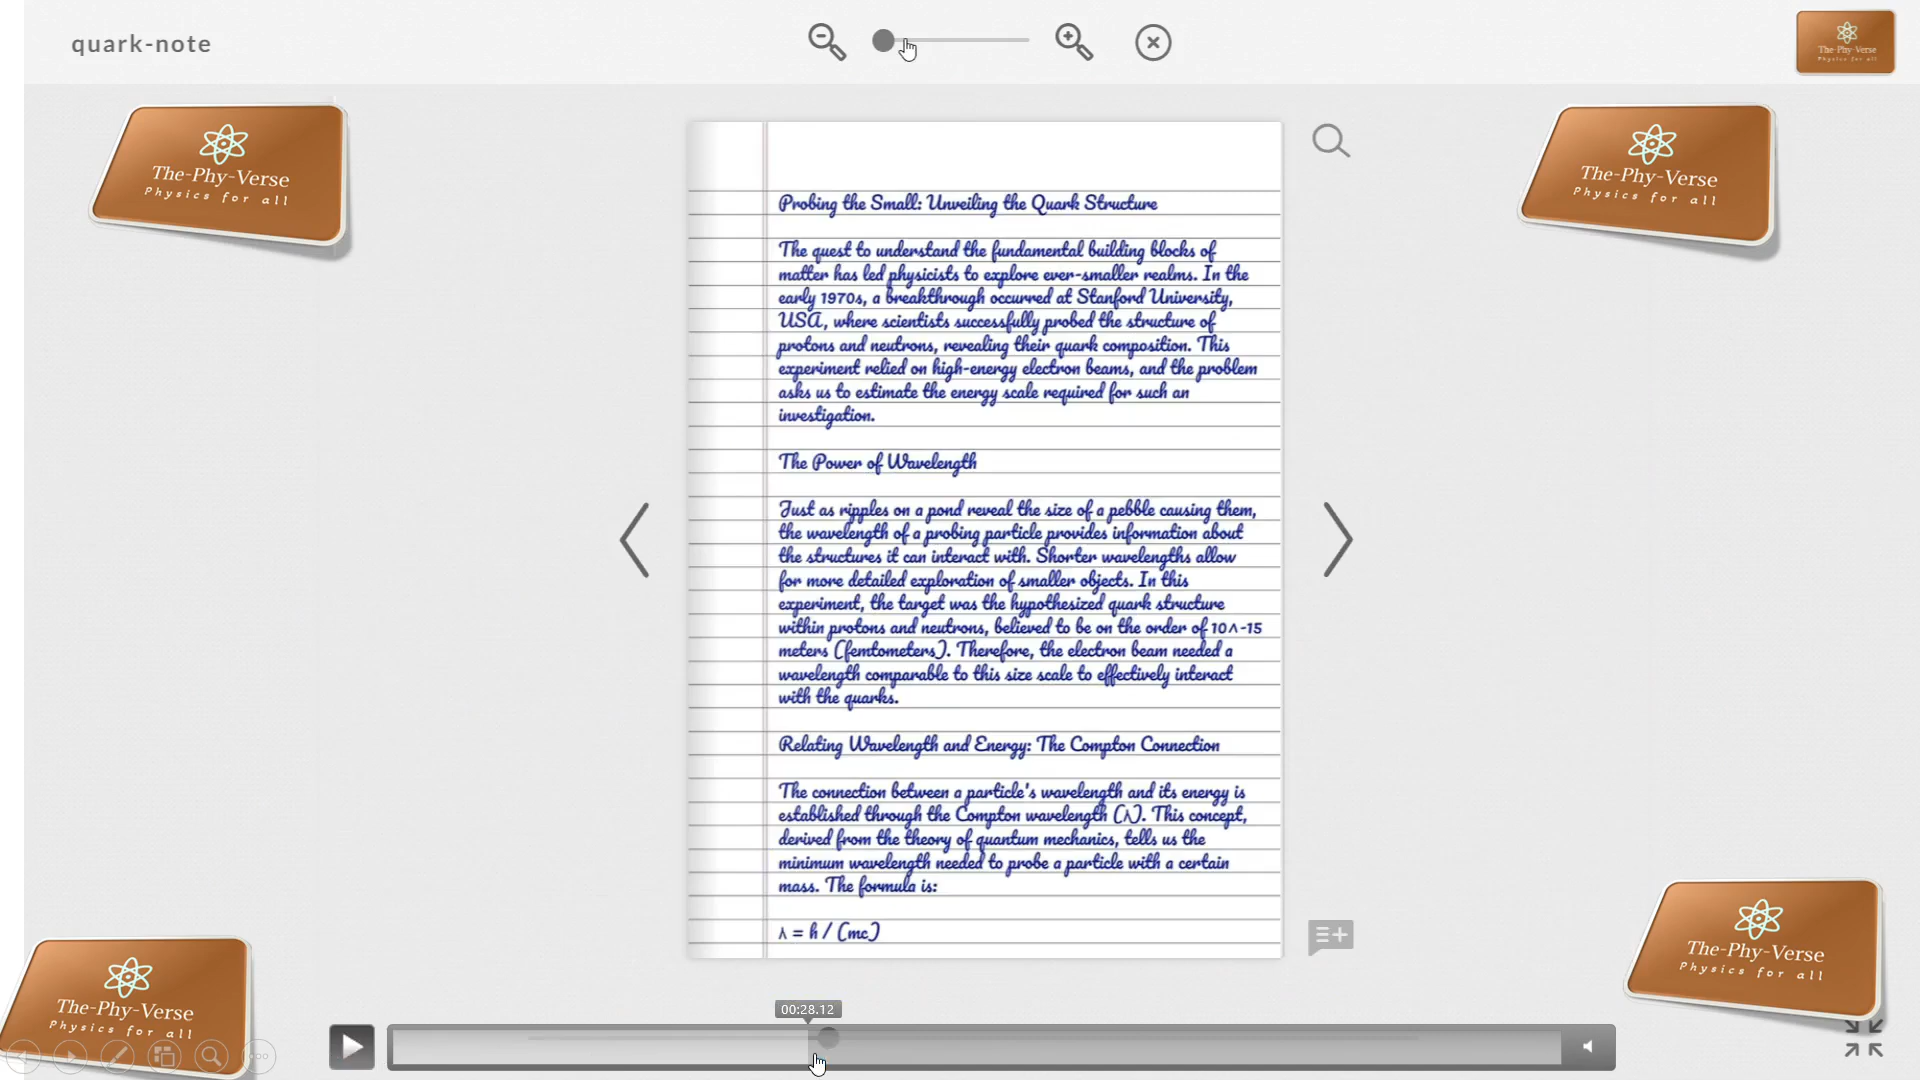 quark-note
The-Phy-Verse
Physics for all
The-Phy-Verse
Physics for all
The-Phy-Verse
Physics for all
Probing the Small: Unveiling the Quark Structure
The quest to understand the fundamental building blocks of
matter has led physicists to explore ever-smaller realms. In the
early 1970s, a breakthrough occurred at Stanford University,
USA, where scientists successfully probed the structure of
protons and neutrons, revealing their quark composition. This
experiment relied on high-energy electron beams, and the problem
asks us to estimate the energy scale required for such an
investigation.
The Power of Wavelength
Just as ripples on a pond reveal the size of a pebble causing them,
the wavelength of a probing particle provides information about
the structures it can interact with. Shorter wavelengths allow
for more detailed exploration of smaller objects. In this
experiment, the target was the hypothesized quark structure
within protons and neutrons, believed to be on the order of 10^-15
meters (femtometers). Therefore, the electron beam needed a
wavelength comparable to this size scale to effectively interact
with the quarks.
Relating Wavelength and Energy: The Compton Connection
The connection between a particle's wavelength and its energy is
established through the Compton wavelength (λ). This concept,
derived from the theory of quantum mechanics, tells us the
minimum wavelength needed to probe a particle with a certain
mass. The formula is:
λ = h / (mc)
The-Phy-Verse
Physics for all
The-Phy-Verse
Physics for all
00:28.12